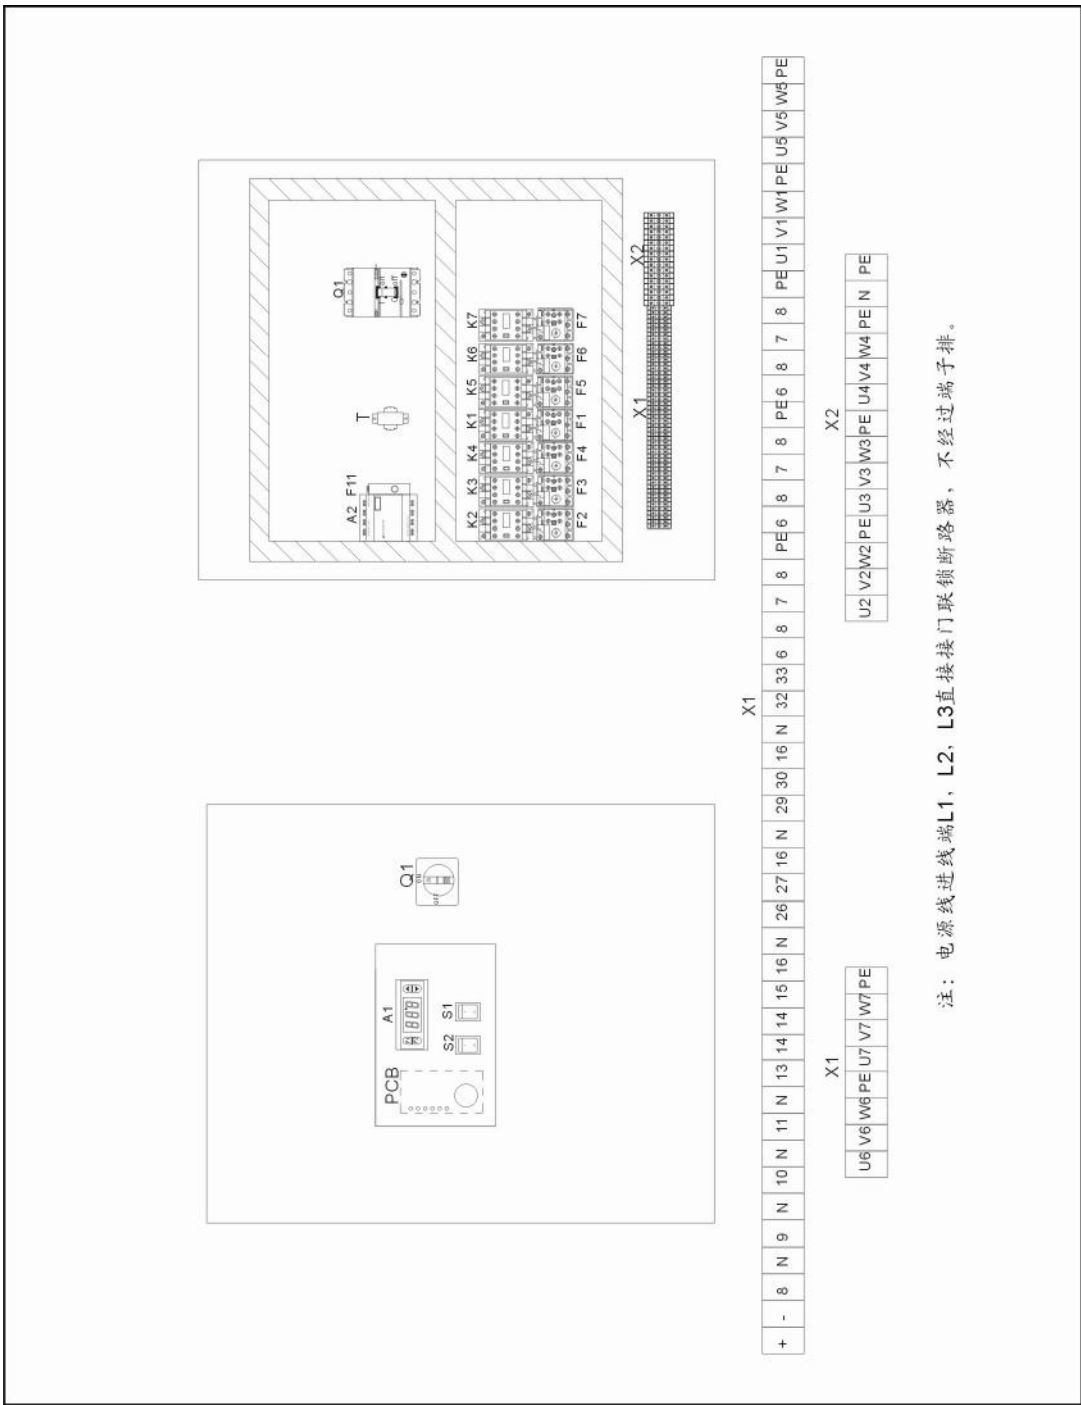 A1
8.8.8
PCB
S2 S1
Q1
ON
OFF
A2 F11
T
Q1
K2 K3 K4 K1 K5 K6 K7
F2 F3 F4 F1 F5 F6 F7
X1 X2
X1
+ - 8 N 9 N 10 N 11 N 13 14 14 15 16 N 26 27 16 N 29 30 16 N 32 33 6 8 7 8 PE 6 8 7 8 PE 6 8 7 8 PE U1 V1 W1 PE U5 V5 W5 PE
X1
U6 V6 W6 PE U7 V7 W7 PE
X2
U2 V2 W2 PE U3 V3 W3 PE U4 V4 W4 PE N PE
注：电源线进线端L1，L2，L3直接接门联锁断路器，不经过端子排。